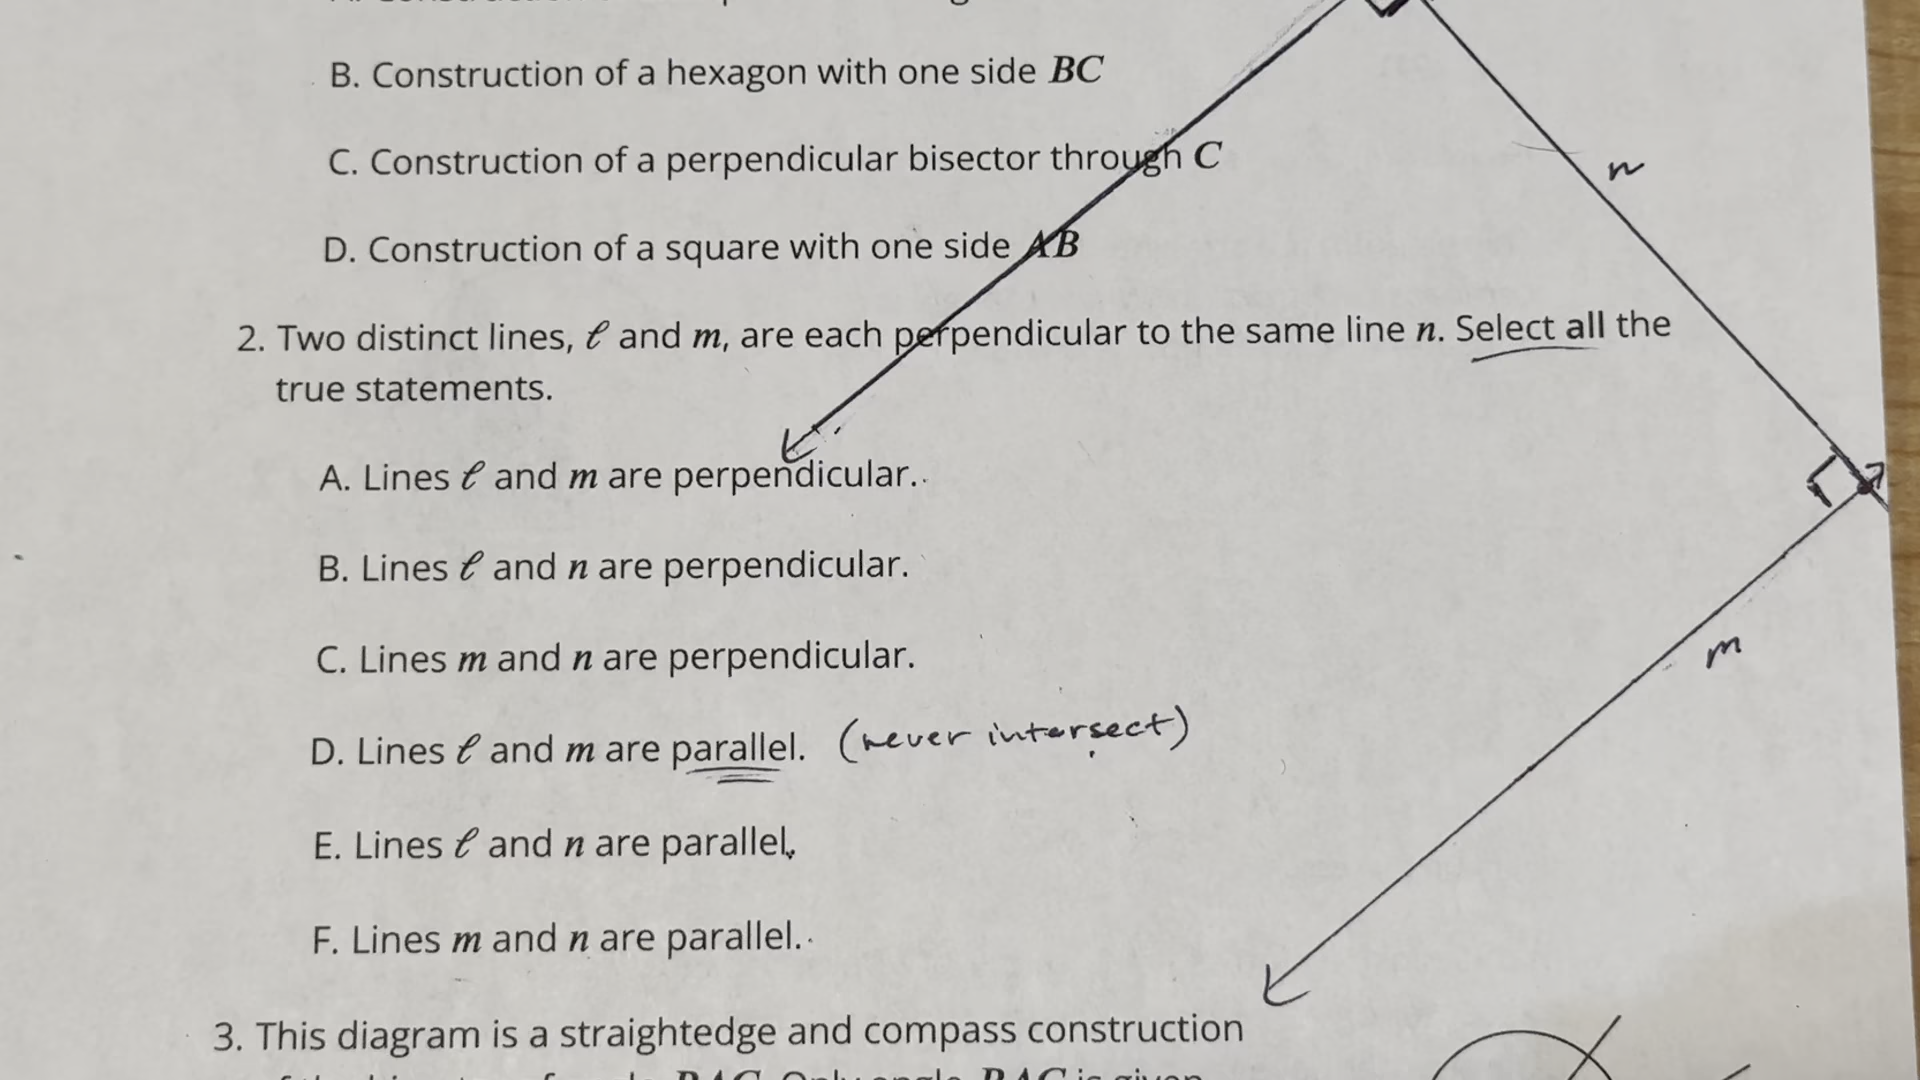 B. Construction of a hexagon with one side BC
C. Construction of a perpendicular bisector through C
D. Construction of a square with one side AB
n
2. Two distinct lines, ℓ and m, are each perpendicular to the same line n. Select all the
true statements.
A. Lines ℓ and m are perpendicular.
B. Lines ℓ and n are perpendicular.
C. Lines m and n are perpendicular.
m
D. Lines ℓ and m are parallel. (never intersect)
E. Lines ℓ and n are parallel.
F. Lines m and n are parallel.
3. This diagram is a straightedge and compass construction